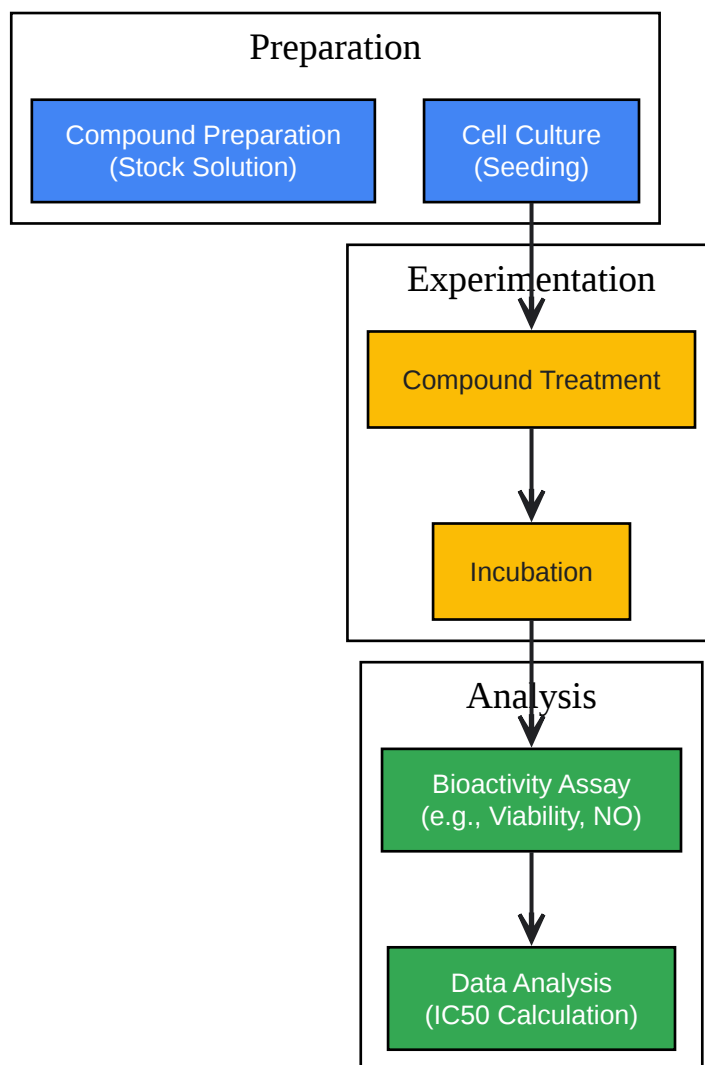 Preparation
Compound Preparation
(Stock Solution)
Cell Culture
(Seeding)
Experimentation
Compound Treatment
Incubation
Analysis
Bioactivity Assay
(e.g., Viability, NO)
Data Analysis
(IC50 Calculation)